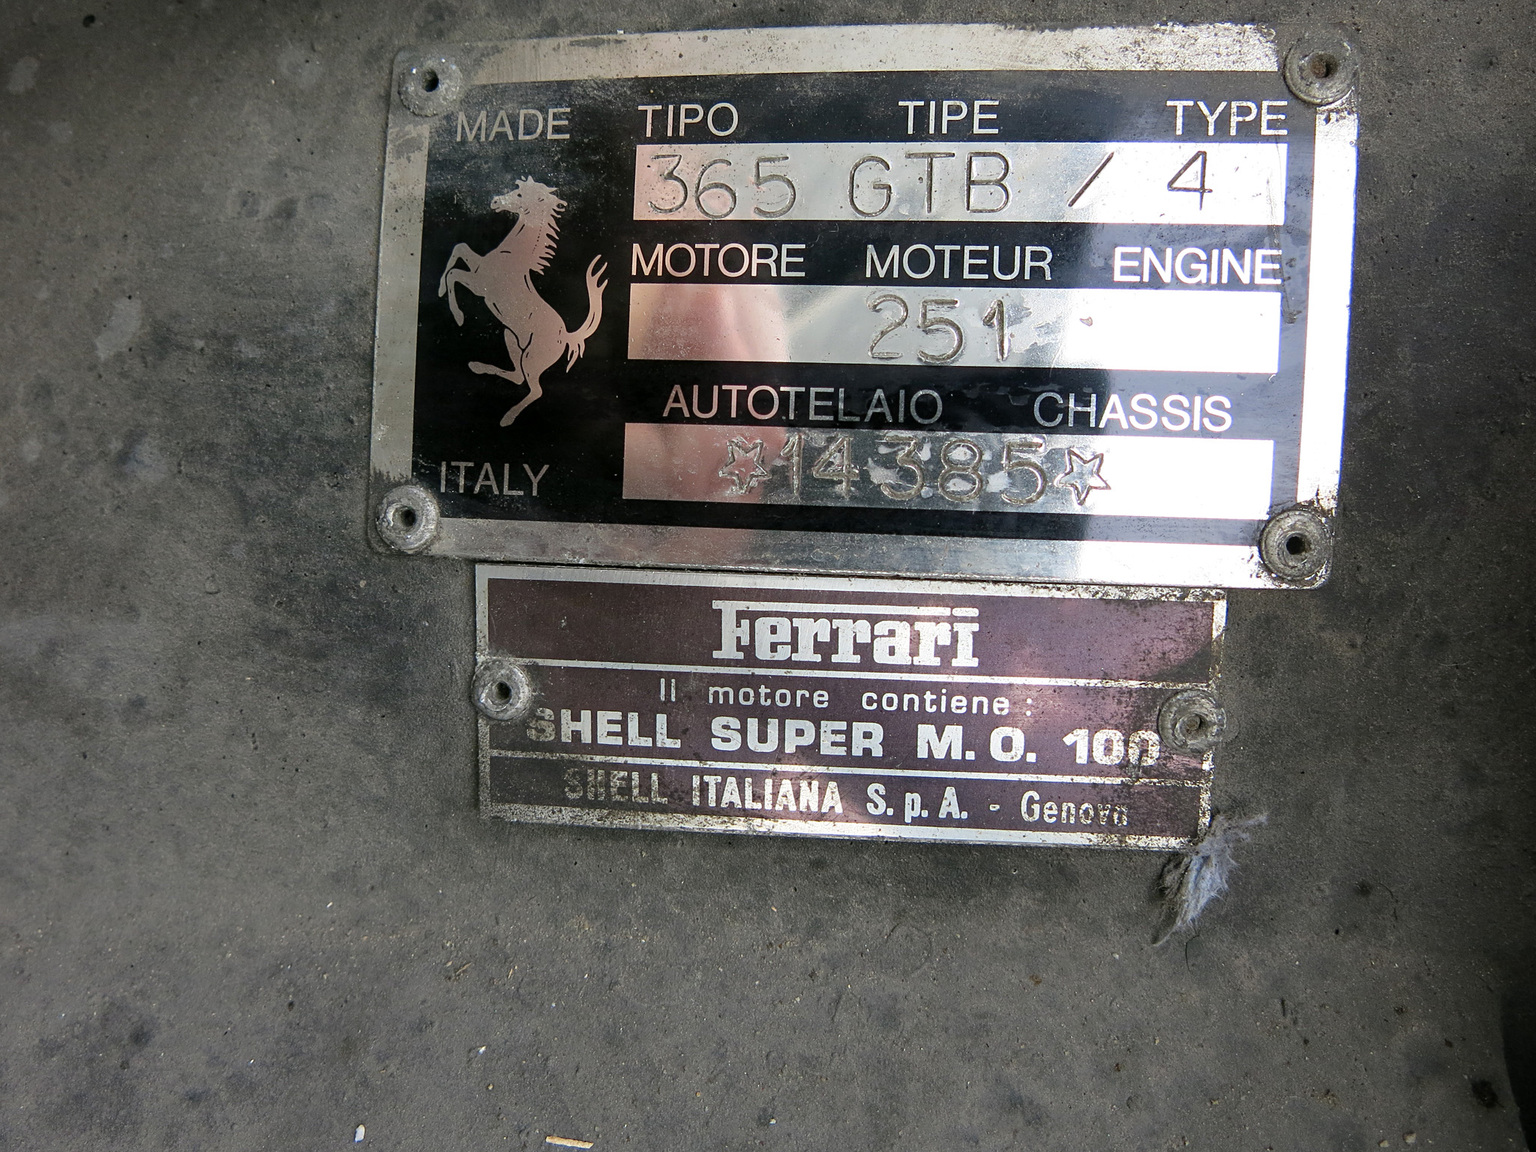 MADE
TIPO TIPE TYPE
365 GTB / 4
MOTORE MOTEUR ENGINE
251
AUTOTELAIO CHASSIS
☆14385☆
ITALY
Ferrari
Il motore contiene:
SHELL SUPER M.O. 100
SHELL ITALIANA S.p.A. - Genova